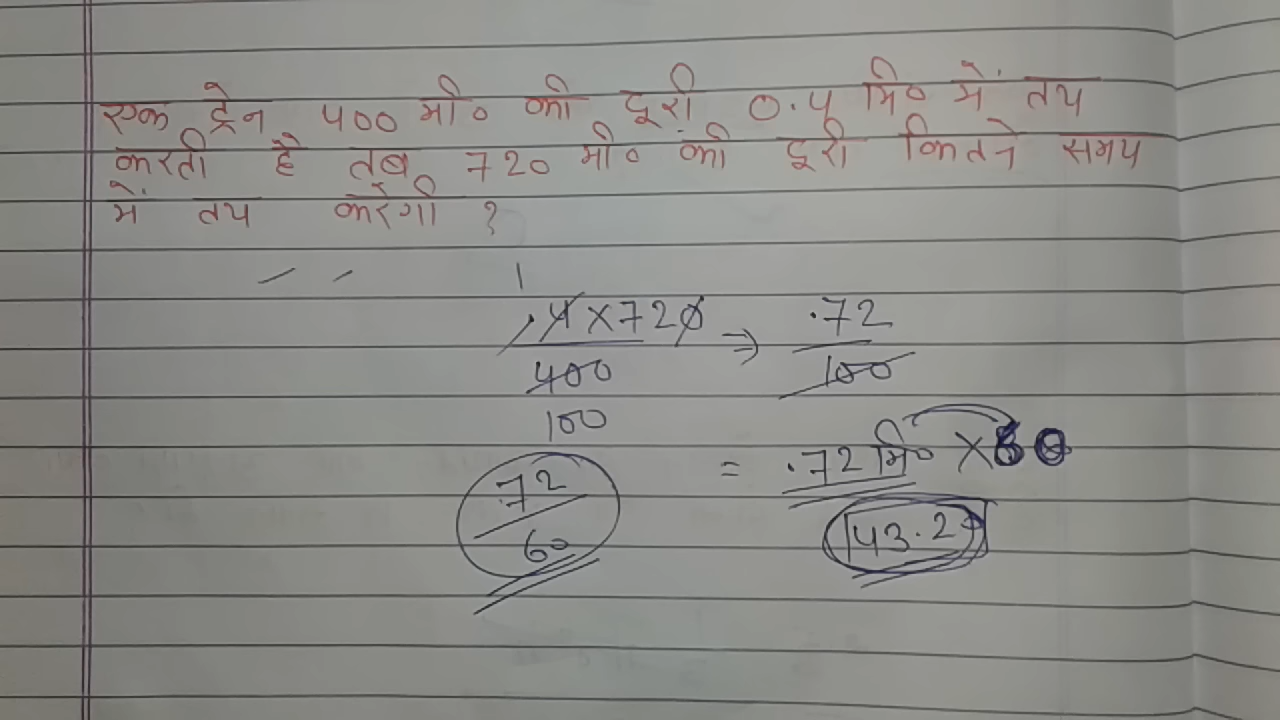 एक ट्रेन 400 मी० की दूरी 0.4 मि० में तय
करती है तब 720 मी० की दूरी कितने समय
में तय करेगी ?
.4 × 720 ⇒ .72
400 100
100
= .72 मि० × 60
.72
60
43.2